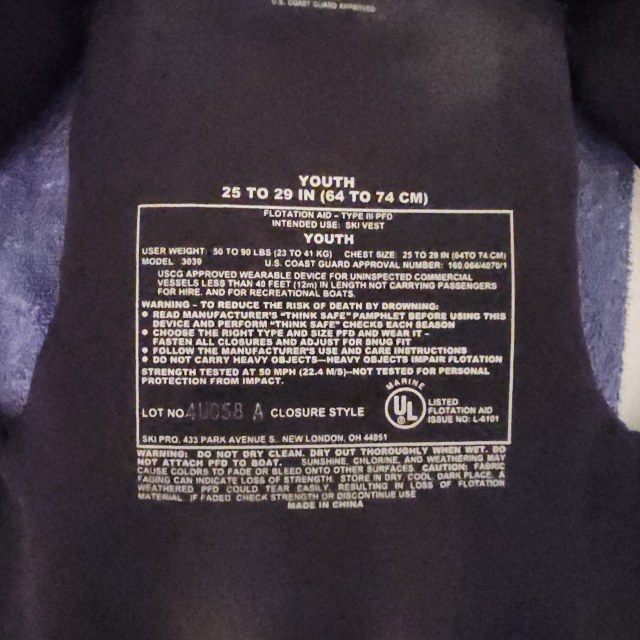 U.S. COAST GUARD APPROVED
YOUTH
25 TO 29 IN (64 TO 74 CM)
FLOTATION AID - TYPE III PFD
INTENDED USE: SKI VEST
YOUTH
USER WEIGHT: 50 TO 90 LBS (23 TO 41 KG) CHEST SIZE: 25 TO 29 IN (64TO 74 CM)
MODEL 3039 U.S. COAST GUARD APPROVAL NUMBER: 160.064/4070/1
USCG APPROVED WEARABLE DEVICE FOR UNINSPECTED COMMERCIAL
VESSELS LESS THAN 40 FEET (12m) IN LENGTH NOT CARRYING PASSENGERS
FOR HIRE, AND FOR RECREATIONAL BOATS.
WARNING - TO REDUCE THE RISK OF DEATH BY DROWNING:
• READ MANUFACTURER'S "THINK SAFE" PAMPHLET BEFORE USING THIS
DEVICE AND PERFORM "THINK SAFE" CHECKS EACH SEASON
• CHOOSE THE RIGHT TYPE AND SIZE PFD AND WEAR IT -
FASTEN ALL CLOSURES AND ADJUST FOR SNUG FIT
• FOLLOW THE MANUFACTURER'S USE AND CARE INSTRUCTIONS
• DO NOT CARRY HEAVY OBJECTS—HEAVY OBJECTS IMPAIR FLOTATION
STRENGTH TESTED AT 50 MPH (22.4 M/S)–NOT TESTED FOR PERSONAL
PROTECTION FROM IMPACT.
MARINE
UL
LISTED
FLOTATION AID
ISSUE NO: L-6101
LOT NO. 4U058 A CLOSURE STYLE
SKI PRO, 433 PARK AVENUE S. NEW LONDON, OH 44851
WARNING: DO NOT DRY CLEAN. DRY OUT THOROUGHLY WHEN WET. DO
NOT ATTACH PFD TO BOAT. SUNSHINE, CHLORINE, AND WEATHERING MAY
CAUSE COLORS TO FADE OR BLEED ONTO OTHER SURFACES. CAUTION: FABRIC
FADING CAN INDICATE LOSS OF STRENGTH. STORE IN DRY, COOL, DARK PLACE. A
WEATHERED PFD COULD TEAR EASILY, RESULTING IN LOSS OF FLOTATION
MATERIAL. IF FADED CHECK STRENGTH OR DISCONTINUE USE
MADE IN CHINA